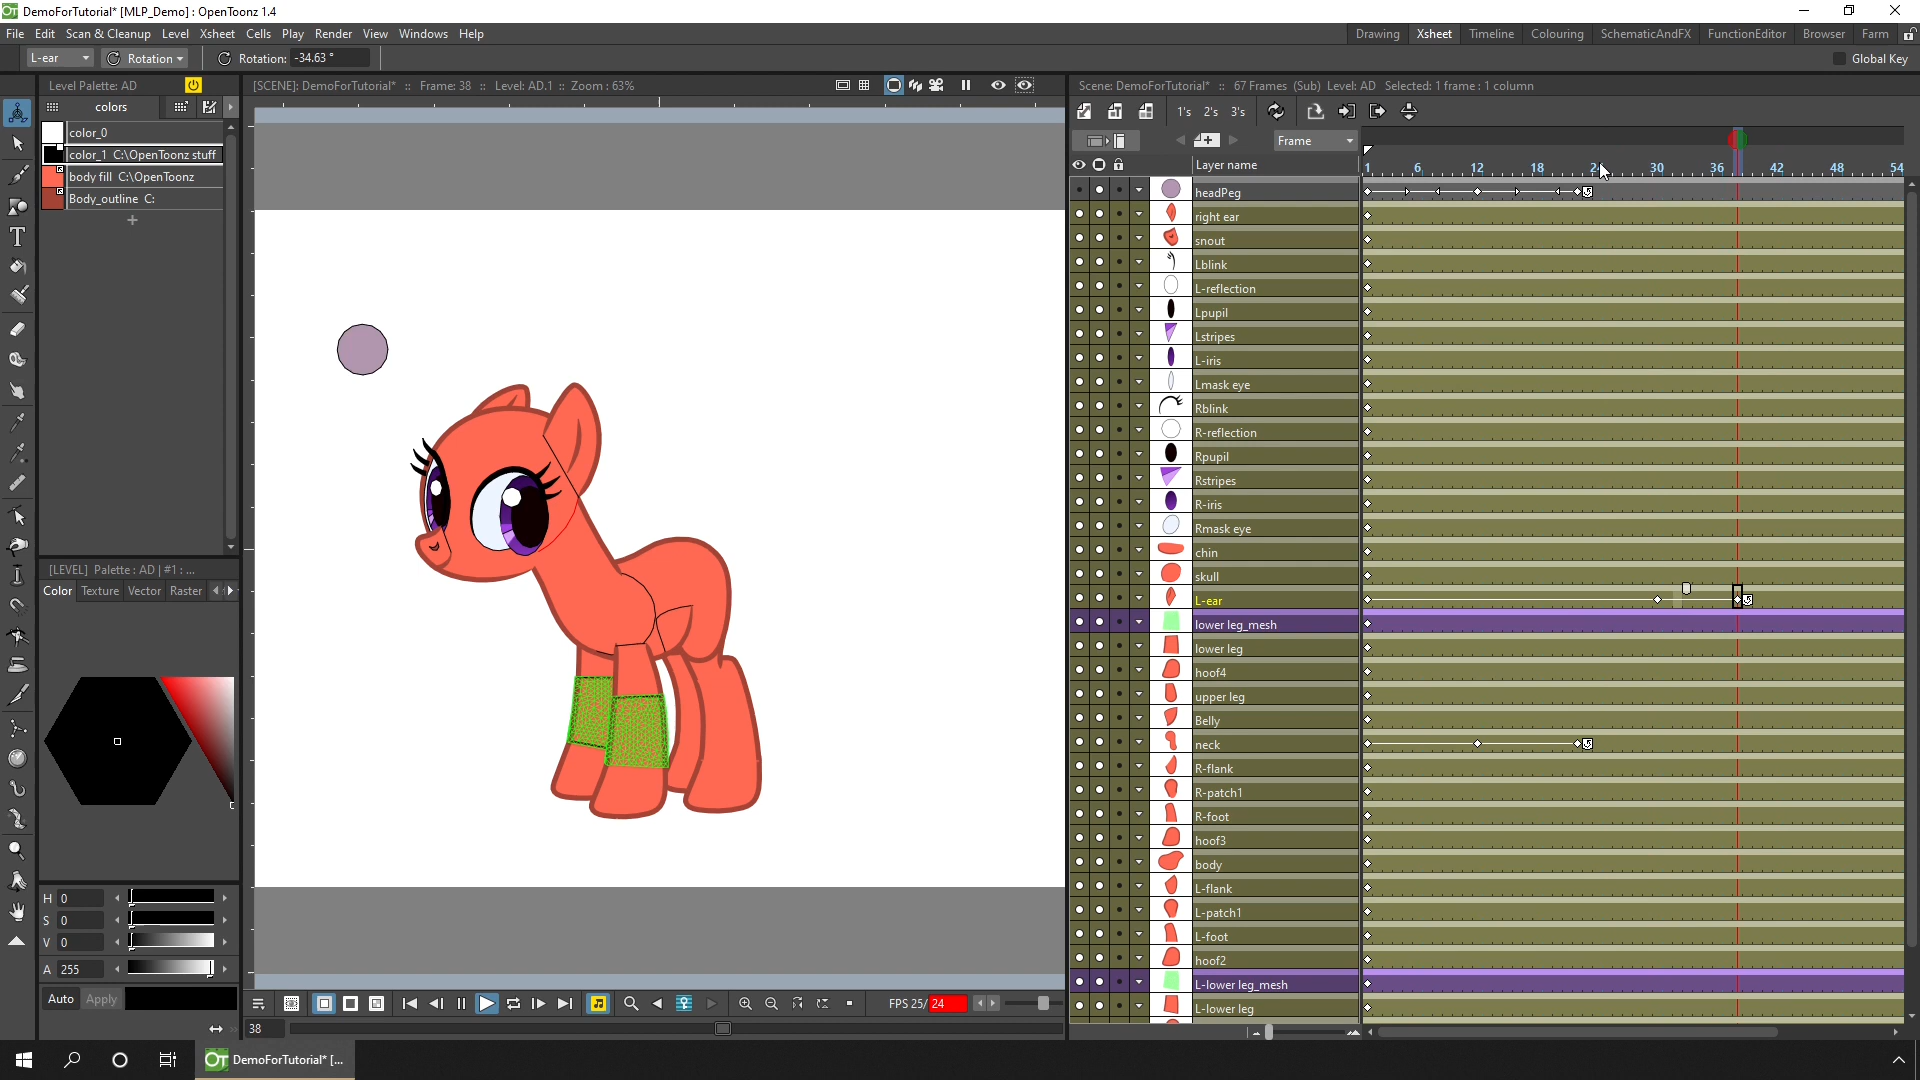 DemoForTutorial* [MLP_Demo] : OpenToonz 1.4
File Edit Scan & Cleanup Level Xsheet Cells Play Render View Windows Help
Drawing Xsheet Timeline Colouring SchematicAndFX FunctionEditor Browser Farm
L-ear Rotation Rotation: -34.63 °
Global Key
Level Palette: AD
[SCENE]: DemoForTutorial* :: Frame: 38 :: Level: AD.1 :: Zoom : 63%
Scene: DemoForTutorial* :: 67 Frames (Sub) Level: AD Selected: 1 frame : 1 column
colors
color_0
color_1 C:\OpenToonz stuff
body fill C:\OpenToonz
Body_outline C:
1's 2's 3's
Frame
Layer name
1 6 12 18 24 30 36 42 48 54
headPeg
right ear
snout
Lblink
L-reflection
Lpupil
Lstripes
L-iris
Lmask eye
Rblink
R-reflection
Rpupil
Rstripes
R-iris
Rmask eye
chin
skull
L-ear
lower leg_mesh
lower leg
hoof4
upper leg
Belly
neck
R-flank
R-patch1
R-foot
hoof3
body
L-flank
L-patch1
L-foot
hoof2
L-lower leg_mesh
L-lower leg
[LEVEL] Palette : AD | #1 : ...
Color Texture Vector Raster
H 0
S 0
V 0
A 255
Auto Apply
FPS 25/ 24
38
DemoForTutorial* [...